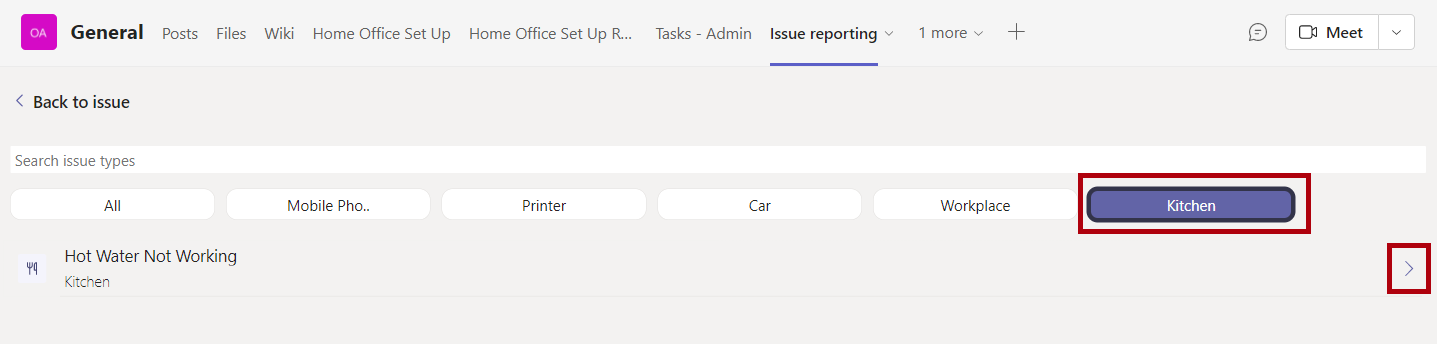 OA General Posts Files Wiki Home Office Set Up Home Office Set Up R... Tasks - Admin Issue reporting 1 more Meet
Back to issue
Search issue types
All Mobile Pho.. Printer Car Workplace Kitchen
Hot Water Not Working
Kitchen